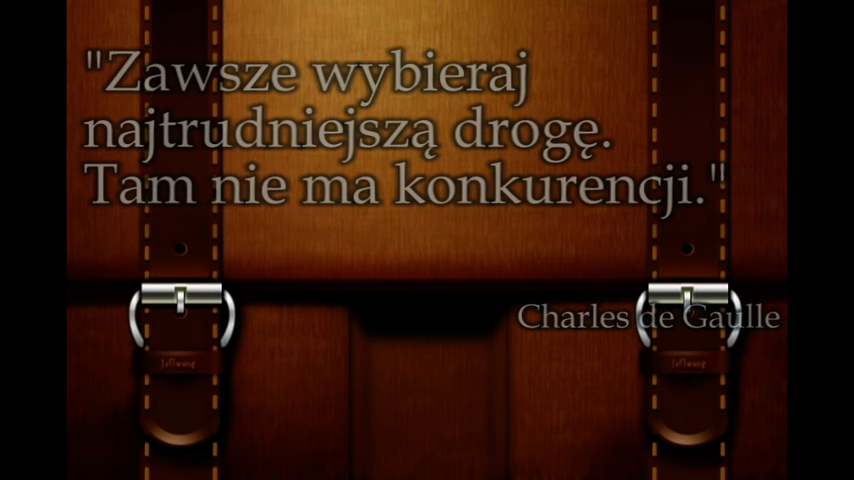 "Zawsze wybieraj
najtrudniejszą drogę.
Tam nie ma konkurencji."
Charles de Gaulle